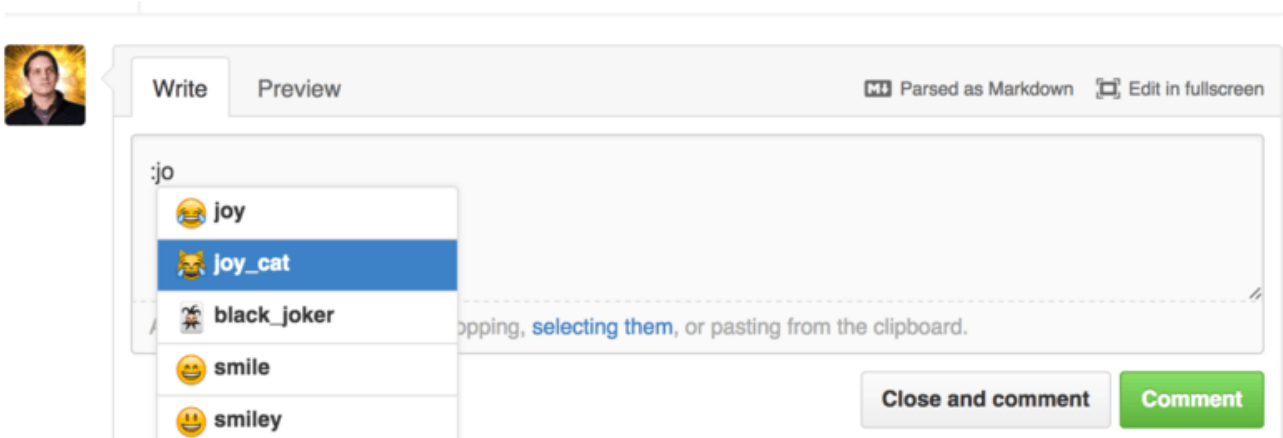 Write Preview Parsed as Markdown Edit in fullscreen
:jo
joy
joy_cat
black_joker
opping, selecting them, or pasting from the clipboard.
smile
Close and comment Comment
smiley